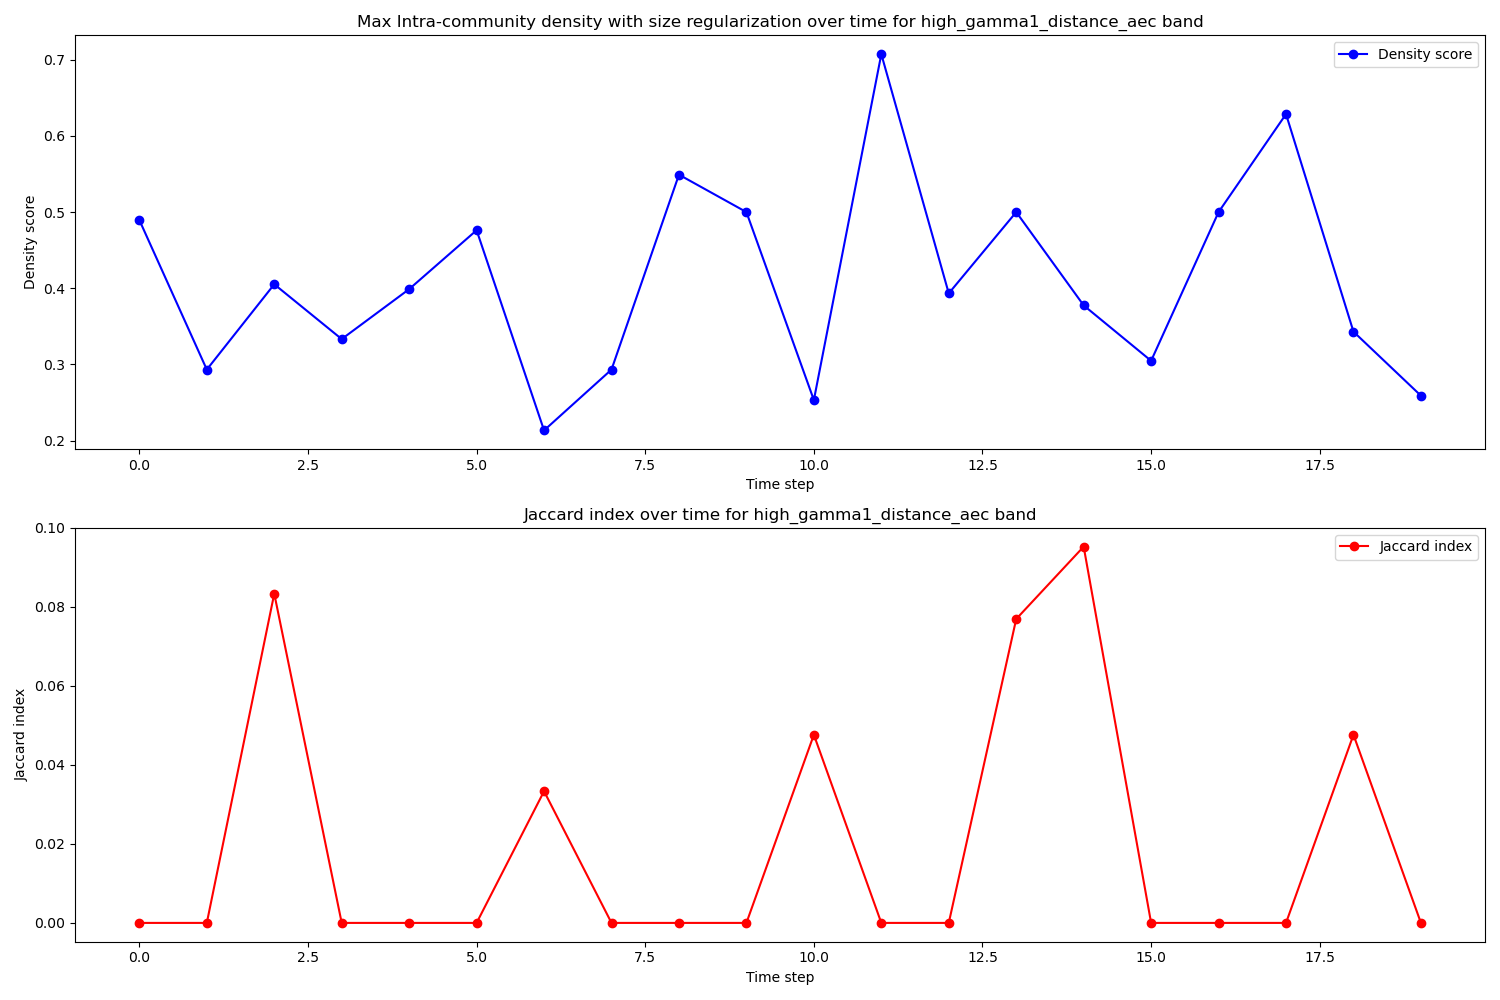 Max Intra-community density with size regularization over time for high_gamma1_distance_aec band
Density score
0.7
0.6
0.5
0.4
0.3
0.2
Density score
0.0 2.5 5.0 7.5 10.0 12.5 15.0 17.5
Time step
Jaccard index over time for high_gamma1_distance_aec band
Jaccard index
0.10
0.08
0.06
0.04
0.02
0.00
Jaccard index
0.0 2.5 5.0 7.5 10.0 12.5 15.0 17.5
Time step